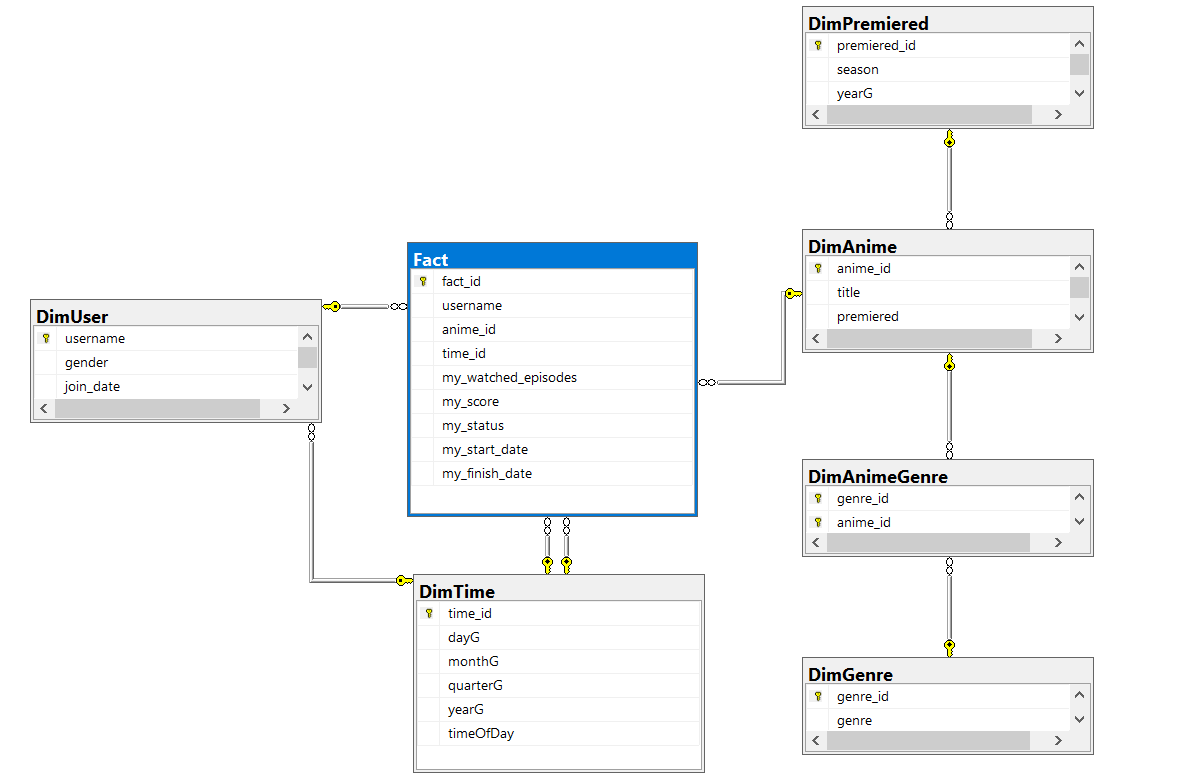 DimPremiered
premiered_id
season
yearG
Fact
fact_id
username
anime_id
time_id
my_watched_episodes
my_score
my_status
my_start_date
my_finish_date
DimAnime
anime_id
title
premiered
DimUser
username
gender
join_date
DimAnimeGenre
genre_id
anime_id
DimTime
time_id
dayG
monthG
quarterG
yearG
timeOfDay
DimGenre
genre_id
genre